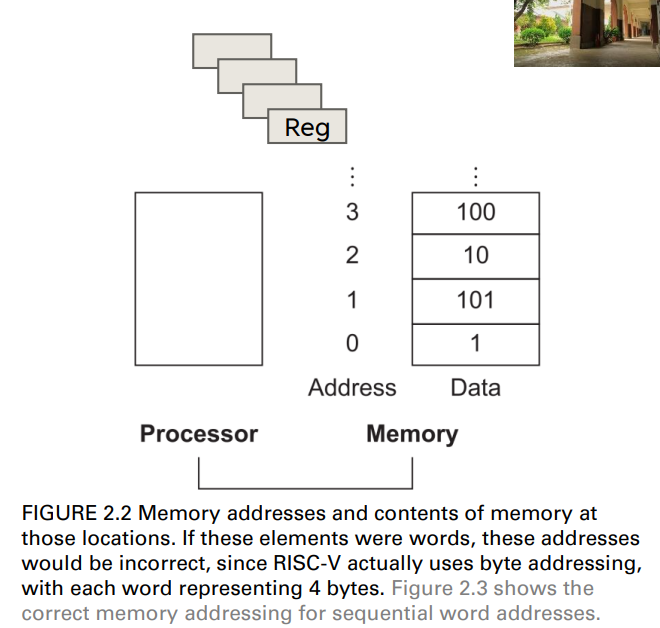 Reg
⋮ ⋮
3 100
2 10
1 101
0 1
Address Data
Processor Memory
FIGURE 2.2 Memory addresses and contents of memory at
those locations. If these elements were words, these addresses
would be incorrect, since RISC-V actually uses byte addressing,
with each word representing 4 bytes. Figure 2.3 shows the
correct memory addressing for sequential word addresses.